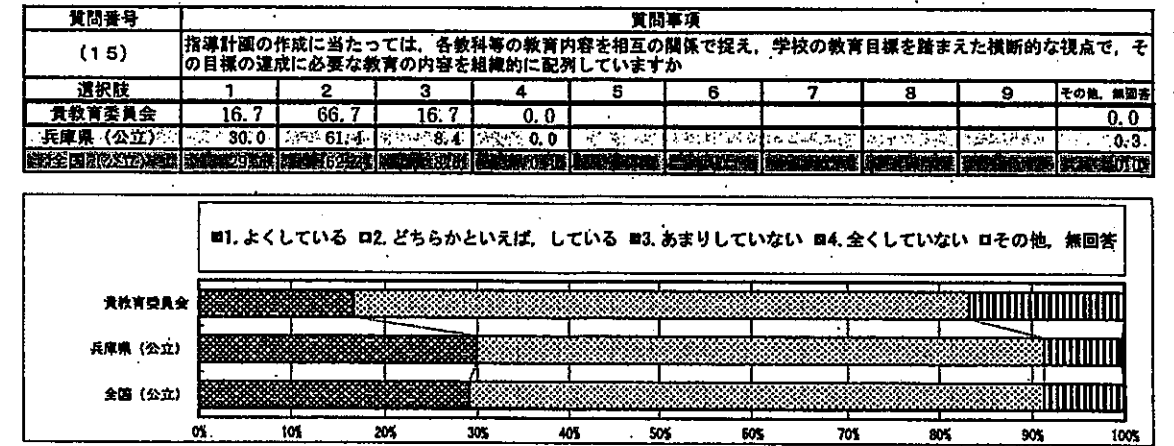 質問番号 質問事項
(15) 指導計画の作成に当たっては，各教科等の教育内容を相互の関係で捉え，学校の教育目標を踏まえた横断的な視点で，そ
の目標の達成に必要な教育の内容を組織的に配列していますか
選択肢 1 2 3 4 5 6 7 8 9 その他，無回答
貴教育委員会 16.7 66.7 16.7 0.0 0.0
兵庫県（公立） 30.0 61.4 8.4 0.0 0.3
全国（公立）
1.よくしている 2.どちらかといえば，している 3.あまりしていない 4.全くしていない その他，無回答
貴教育委員会
兵庫県（公立）
全国（公立）
0% 10% 20% 30% 40% 50% 60% 70% 80% 90% 100%